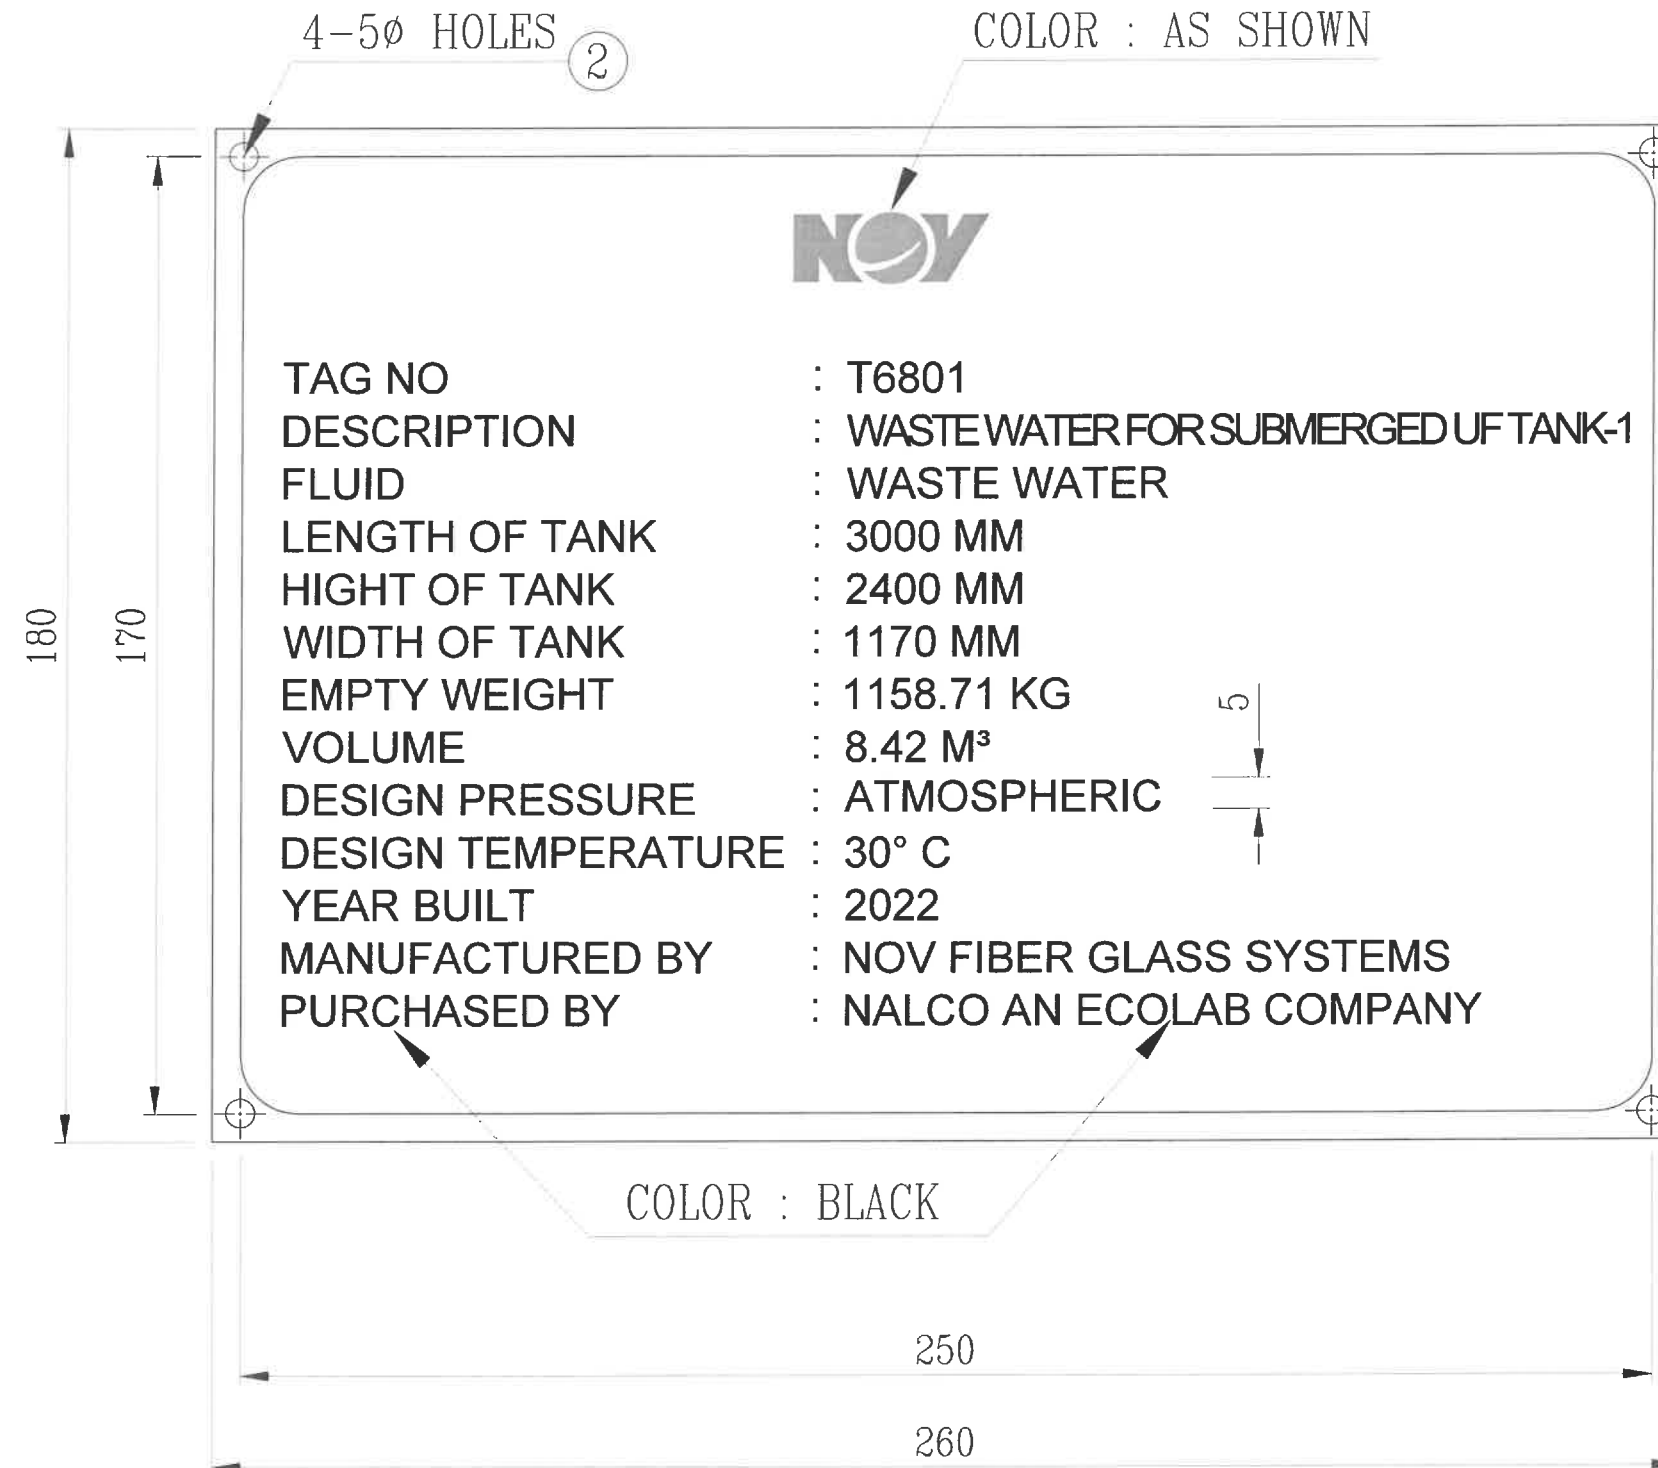 4-5ø HOLES
2
COLOR : AS SHOWN
NOV
TAG NO : T6801
DESCRIPTION : WASTE WATER FOR SUBMERGED UF TANK-1
FLUID : WASTE WATER
LENGTH OF TANK : 3000 MM
HIGHT OF TANK : 2400 MM
WIDTH OF TANK : 1170 MM
EMPTY WEIGHT : 1158.71 KG
VOLUME : 8.42 M³
DESIGN PRESSURE : ATMOSPHERIC
DESIGN TEMPERATURE : 30° C
YEAR BUILT : 2022
MANUFACTURED BY : NOV FIBER GLASS SYSTEMS
PURCHASED BY : NALCO AN ECOLAB COMPANY
180
170
5
COLOR : BLACK
250
260